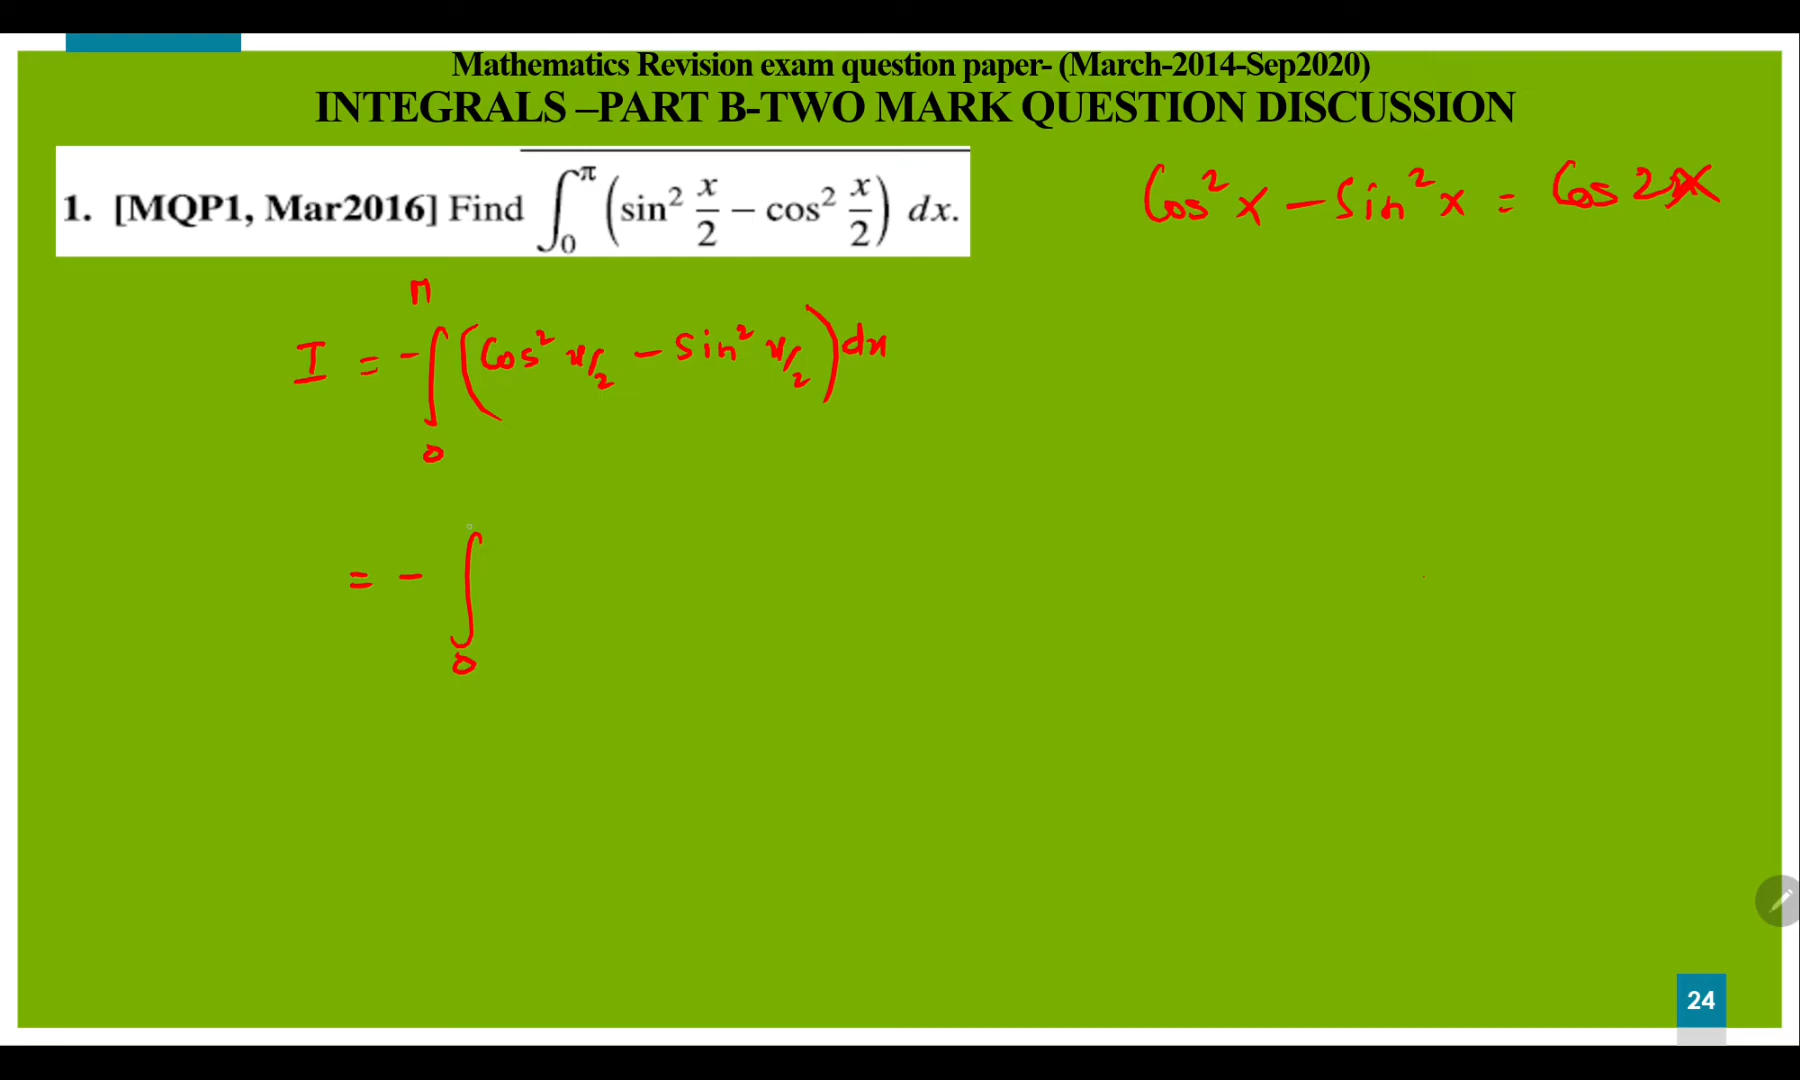 Mathematics Revision exam question paper- (March-2014-Sep2020)
INTEGRALS –PART B-TWO MARK QUESTION DISCUSSION
1. [MQP1, Mar2016] Find ∫₀^π (sin² x/2 − cos² x/2) dx.
Cos²x − Sin²x = Cos 2x
I = -∫₀^π (Cos² x/2 − Sin² x/2) dx
= - ∫₀
24